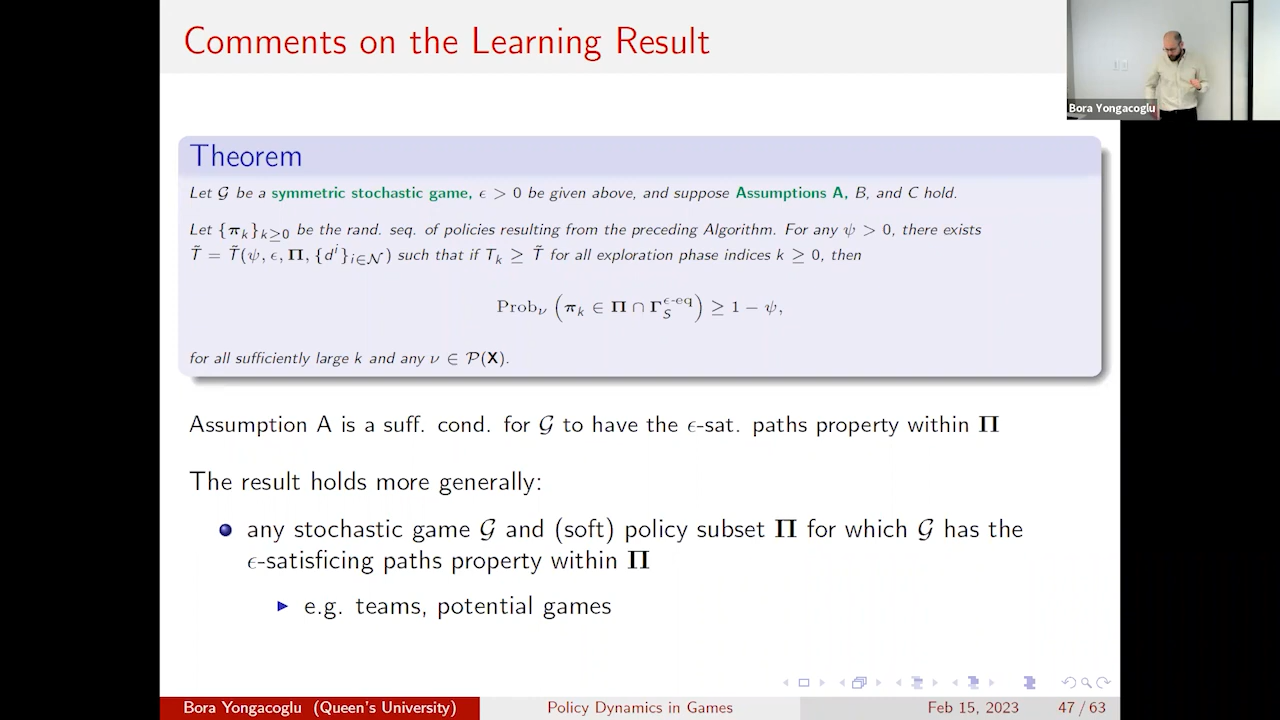 Comments on the Learning Result
Bora Yongacoglu
Theorem
Let 𝒢 be a symmetric stochastic game, ϵ > 0 be given above, and suppose Assumptions A, B, and C hold.
Let {𝝅ₖ}ₖ≥₀ be the rand. seq. of policies resulting from the preceding Algorithm. For any ψ > 0, there exists
T̃ = T̃(ψ, ϵ, 𝚷, {dⁱ}ᵢ∈𝒩) such that if Tₖ ≥ T̃ for all exploration phase indices k ≥ 0, then
Prob_ν (𝝅ₖ ∈ 𝚷 ∩ 𝚪_S^{ϵ-eq}) ≥ 1 − ψ,
for all sufficiently large k and any ν ∈ 𝒫(X).
Assumption A is a suff. cond. for 𝒢 to have the ϵ-sat. paths property within 𝚷
The result holds more generally:
any stochastic game 𝒢 and (soft) policy subset 𝚷 for which 𝒢 has the
ϵ-satisficing paths property within 𝚷
e.g. teams, potential games
Bora Yongacoglu (Queen's University) Policy Dynamics in Games Feb 15, 2023 47 / 63